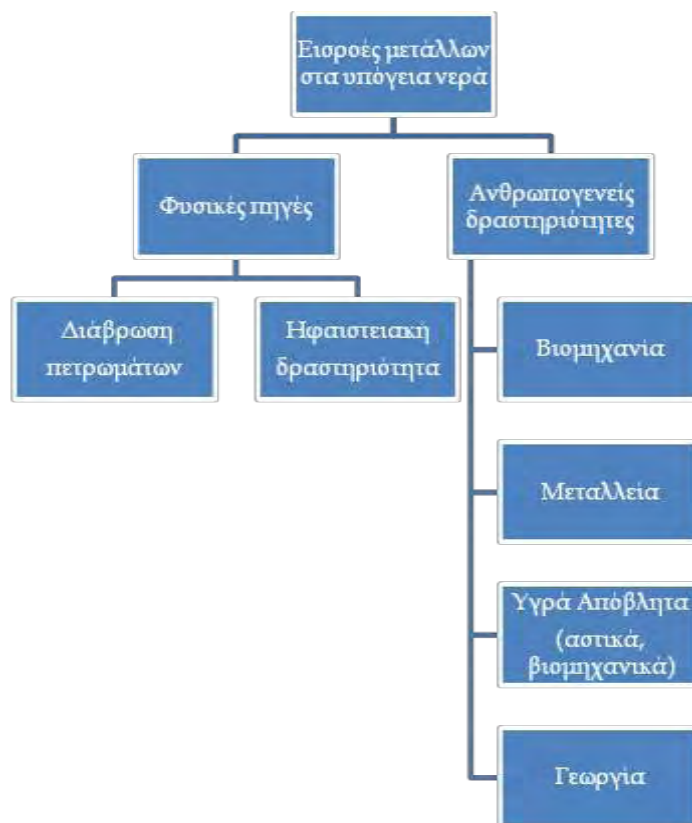 Εισροές μετάλλων
στα υπόγεια νερά
Φυσικές πηγές
Ανθρωπογενείς
δραστηριότητες
Διάβρωση
πετρωμάτων
Ηφαιστειακή
δραστηριότητα
Βιομηχανία
Μεταλλεία
Υγρά Απόβλητα
(αστικά,
βιομηχανικά)
Γεωργία